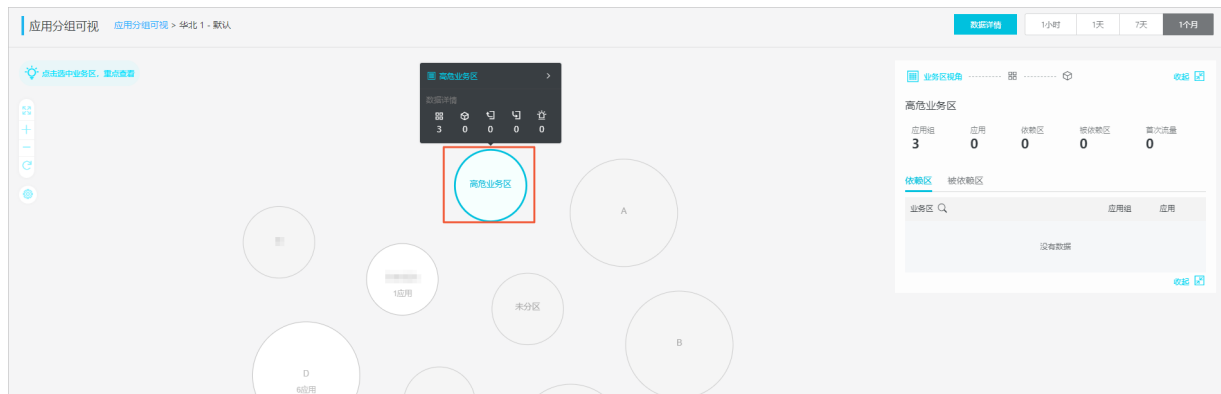 应用分组可视 应用分组可视 > 华北 1 - 默认
数据详情 1小时 1天 7天 1个月
点击选中业务区，重点查看
高危业务区 >
数据详情
3 0 0 0 0
高危业务区
A
1应用
未分区
B
D
6应用
业务区视角
收起
高危业务区
应用组 应用 依赖区 被依赖区 首次流量
3 0 0 0 0
依赖区 被依赖区
业务区 应用组 应用
没有数据
收起